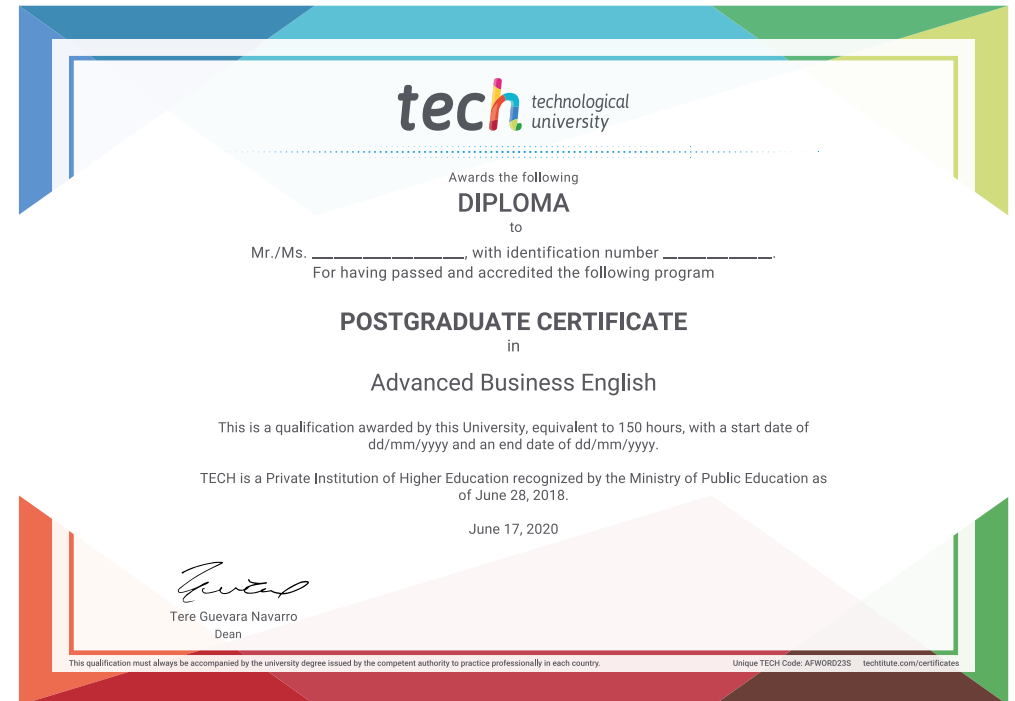 tech technological
university
Awards the following
DIPLOMA
to
Mr./Ms. ________________, with identification number ____________.
For having passed and accredited the following program
POSTGRADUATE CERTIFICATE
in
Advanced Business English
This is a qualification awarded by this University, equivalent to 150 hours, with a start date of
dd/mm/yyyy and an end date of dd/mm/yyyy.
TECH is a Private Institution of Higher Education recognized by the Ministry of Public Education as
of June 28, 2018.
June 17, 2020
Tere Guevara Navarro
Dean
This qualification must always be accompanied by the university degree issued by the competent authority to practice professionally in each country.
Unique TECH Code: AFWORD23S techtitute.com/certificates